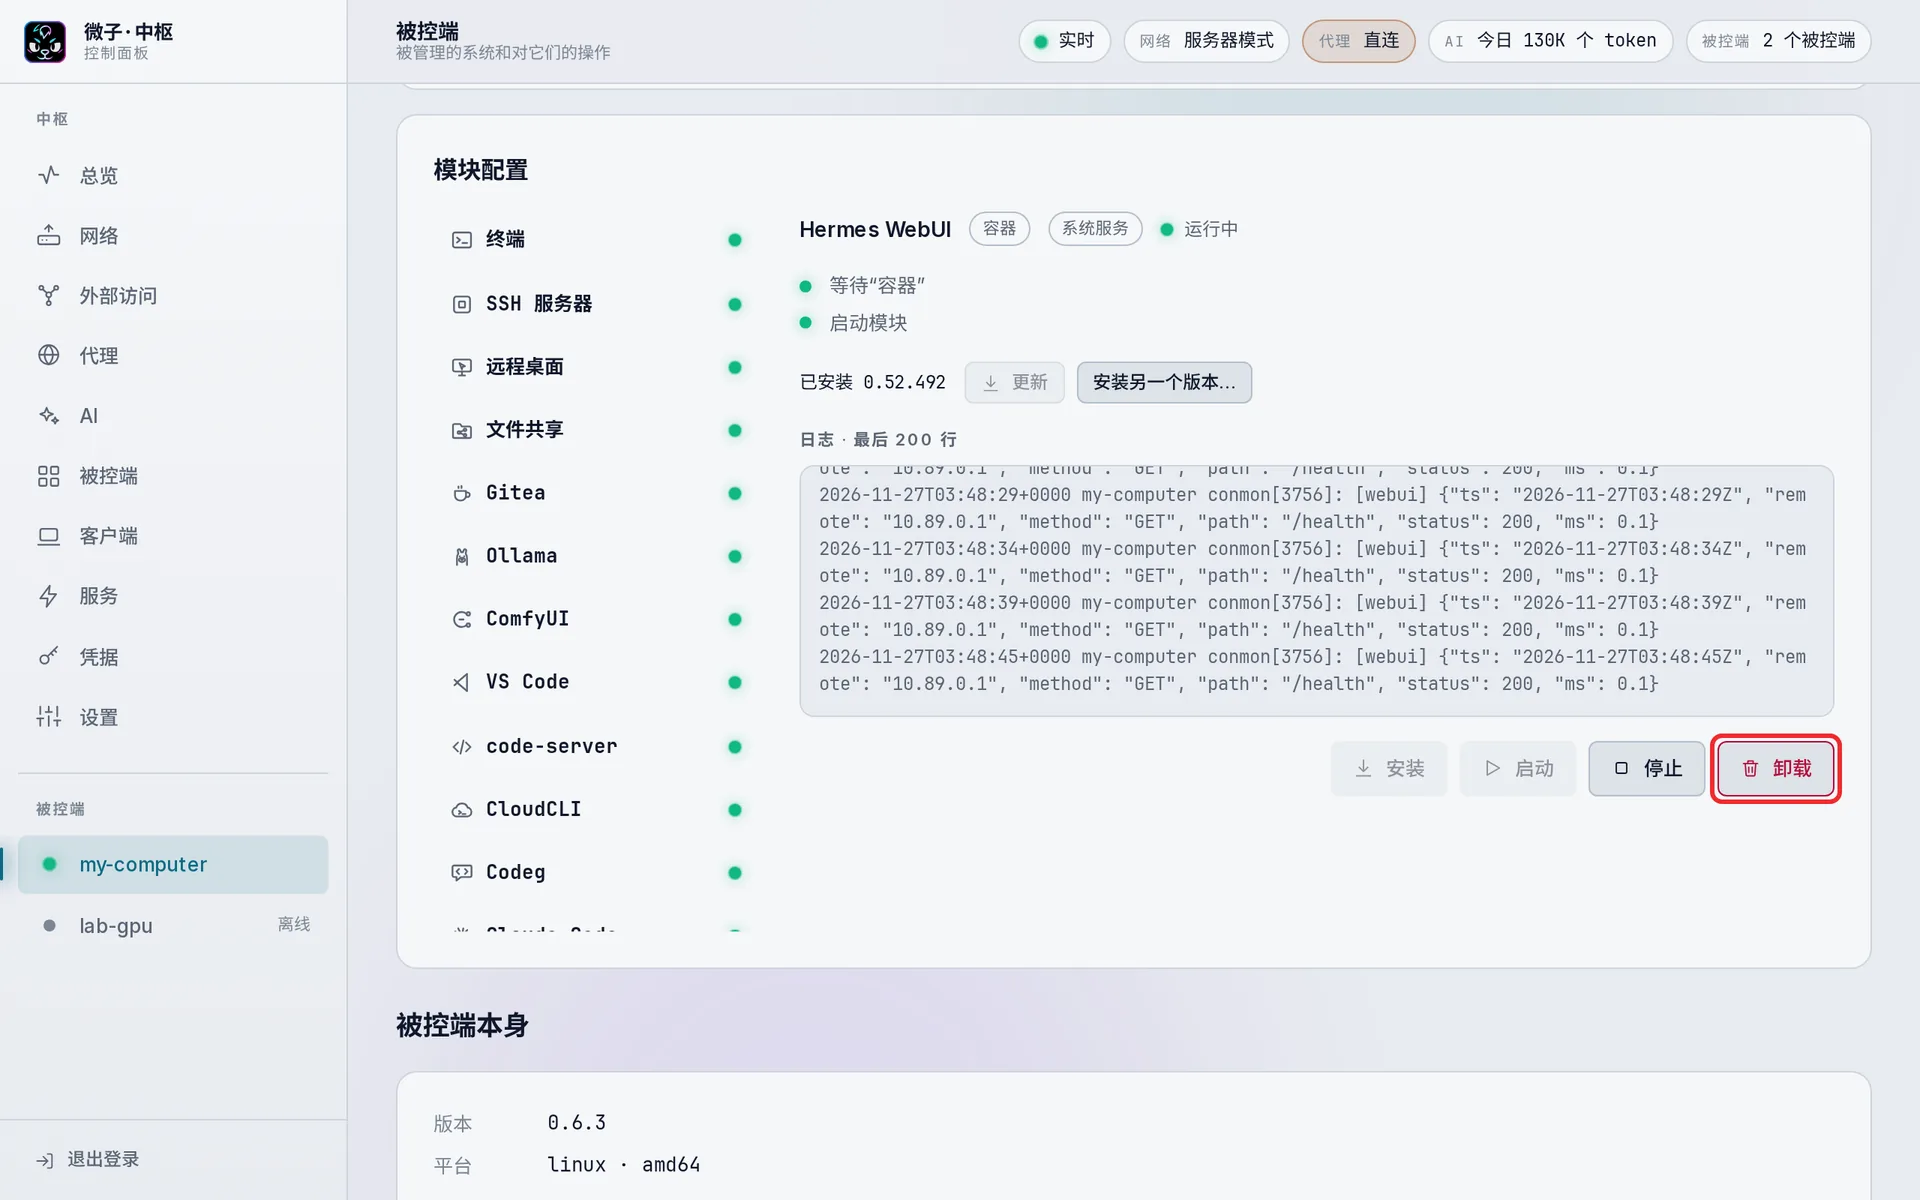 微子·中枢
控制面板
被控端
被管理的系统和对它们的操作
实时
网络 服务器模式
代理 直连
AI 今日 130K 个 token
被控端 2 个被控端
中枢
总览
网络
外部访问
代理
AI
被控端
客户端
服务
凭据
设置
被控端
my-computer
lab-gpu 离线
退出登录
模块配置
终端
SSH 服务器
远程桌面
文件共享
Gitea
Ollama
ComfyUI
VS Code
code-server
CloudCLI
Codeg
Claude Code
Hermes WebUI 容器 系统服务 运行中
等待“容器”
启动模块
已安装 0.52.492 更新 安装另一个版本…
日志 · 最后 200 行
ote": "10.89.0.1", "method": "GET", "path": "/health", "status": 200, "ms": 0.1}
2026-11-27T03:48:29+0000 my-computer conmon[3756]: [webui] {"ts": "2026-11-27T03:48:29Z", "rem
ote": "10.89.0.1", "method": "GET", "path": "/health", "status": 200, "ms": 0.1}
2026-11-27T03:48:34+0000 my-computer conmon[3756]: [webui] {"ts": "2026-11-27T03:48:34Z", "rem
ote": "10.89.0.1", "method": "GET", "path": "/health", "status": 200, "ms": 0.1}
2026-11-27T03:48:39+0000 my-computer conmon[3756]: [webui] {"ts": "2026-11-27T03:48:39Z", "rem
ote": "10.89.0.1", "method": "GET", "path": "/health", "status": 200, "ms": 0.1}
2026-11-27T03:48:45+0000 my-computer conmon[3756]: [webui] {"ts": "2026-11-27T03:48:45Z", "rem
ote": "10.89.0.1", "method": "GET", "path": "/health", "status": 200, "ms": 0.1}
安装
启动
停止
卸载
被控端本身
版本 0.6.3
平台 linux · amd64